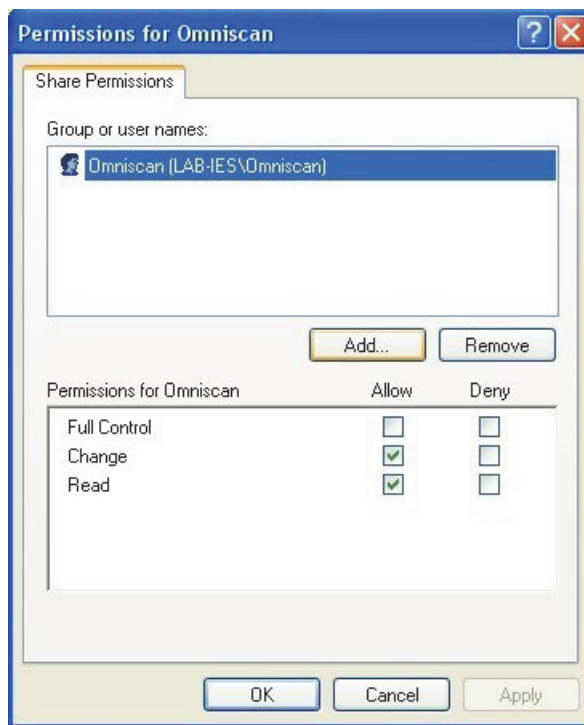 Permissions for Omniscan
Share Permissions
Group or user names:
Omniscan (LAB-IES\Omniscan)
Add... Remove
Permissions for Omniscan Allow Deny
Full Control
Change
Read
OK Cancel Apply